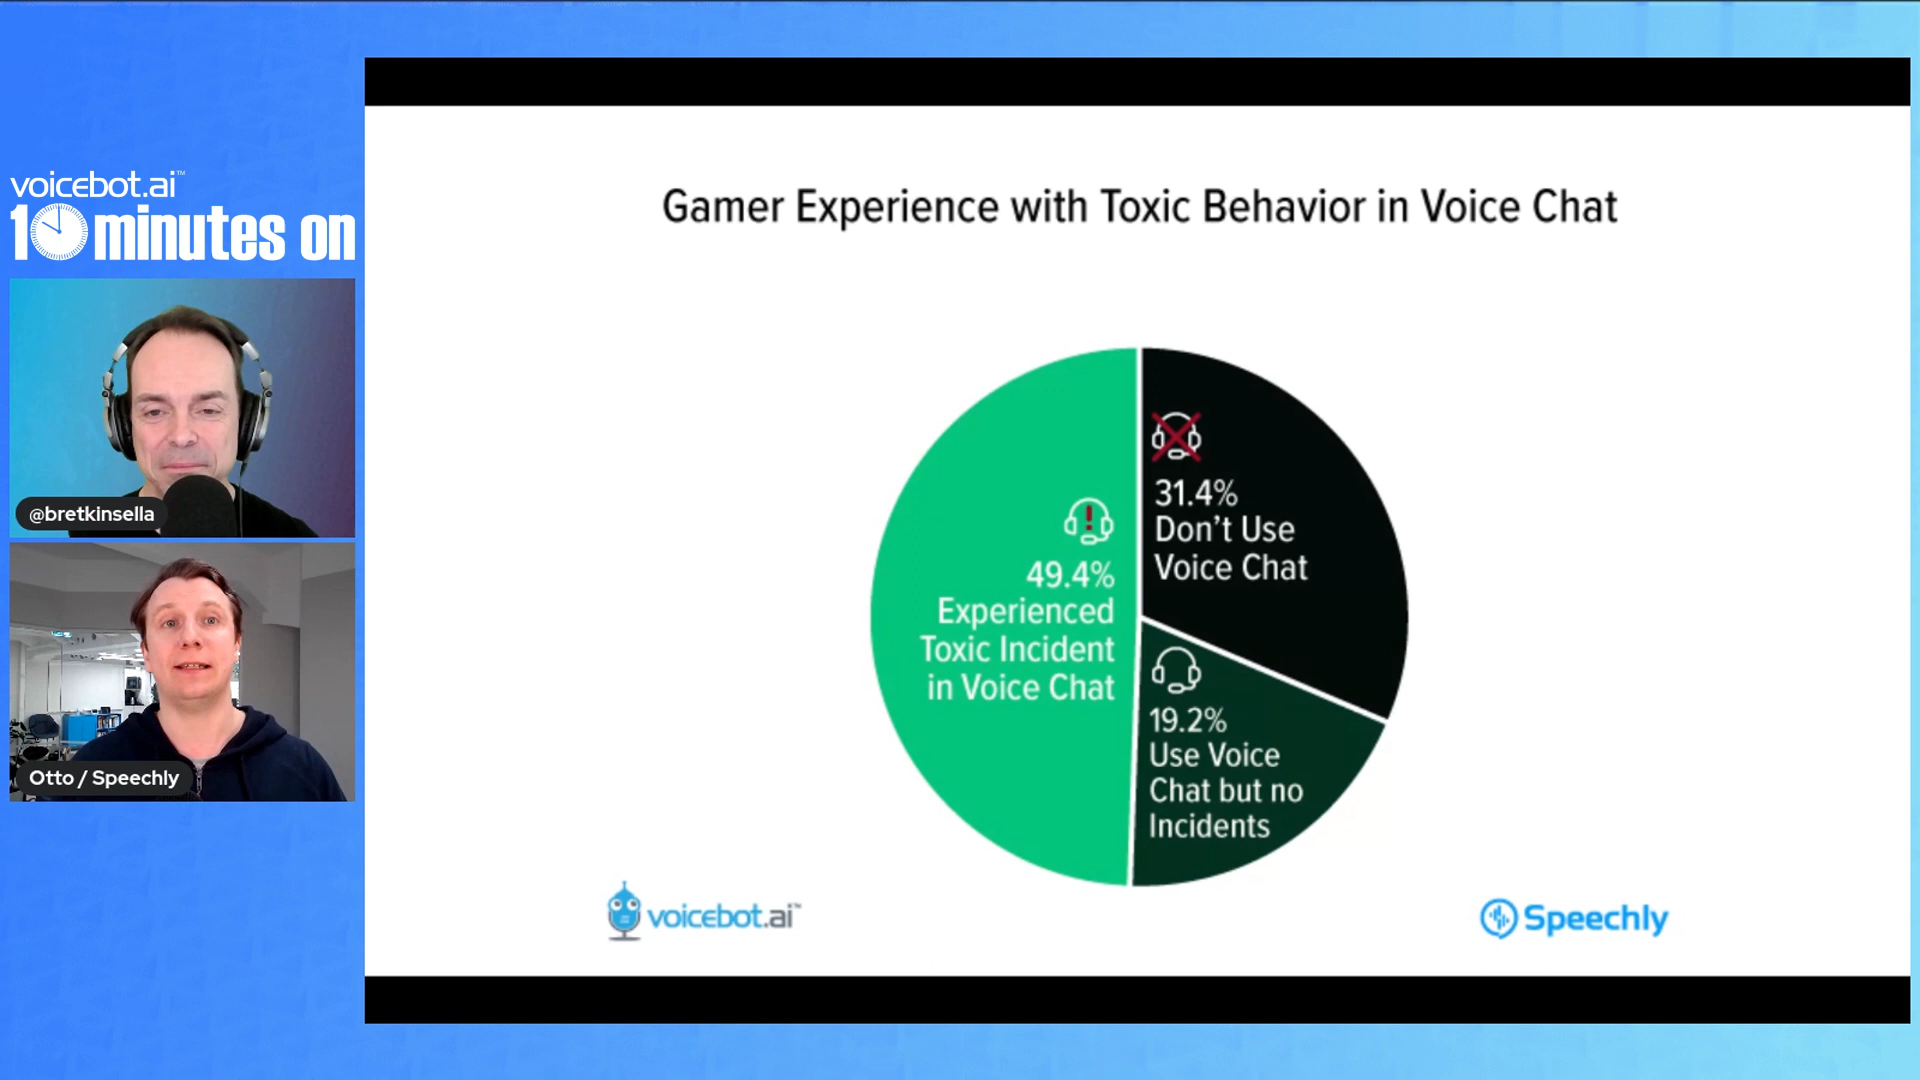 voicebot.ai™
10 minutes on
@bretkinsella
Otto / Speechly
Gamer Experience with Toxic Behavior in Voice Chat
31.4%
Don't Use
Voice Chat
49.4%
Experienced
Toxic Incident
in Voice Chat
19.2%
Use Voice
Chat but no
Incidents
voicebot.ai™
Speechly